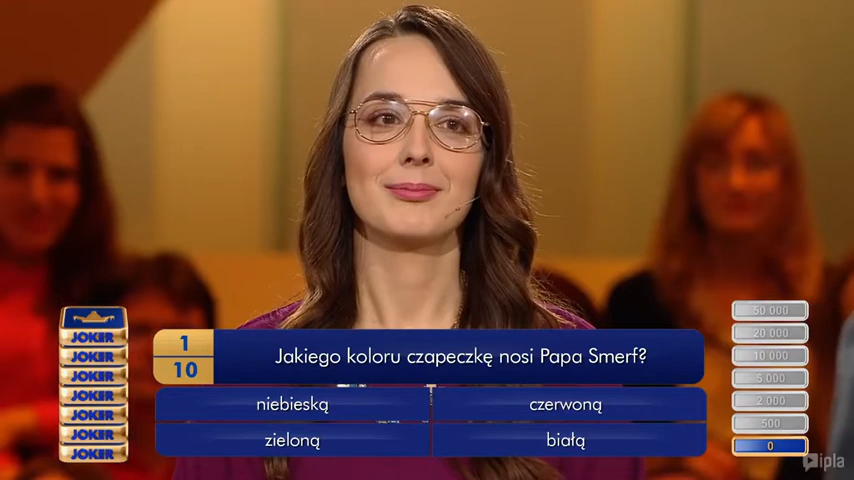 1
10
Jakiego koloru czapeczkę nosi Papa Smerf?
niebieską
czerwoną
zieloną
białą
JOKER
JOKER
JOKER
JOKER
JOKER
JOKER
50 000
20 000
10 000
5 000
2 000
500
0
ipla